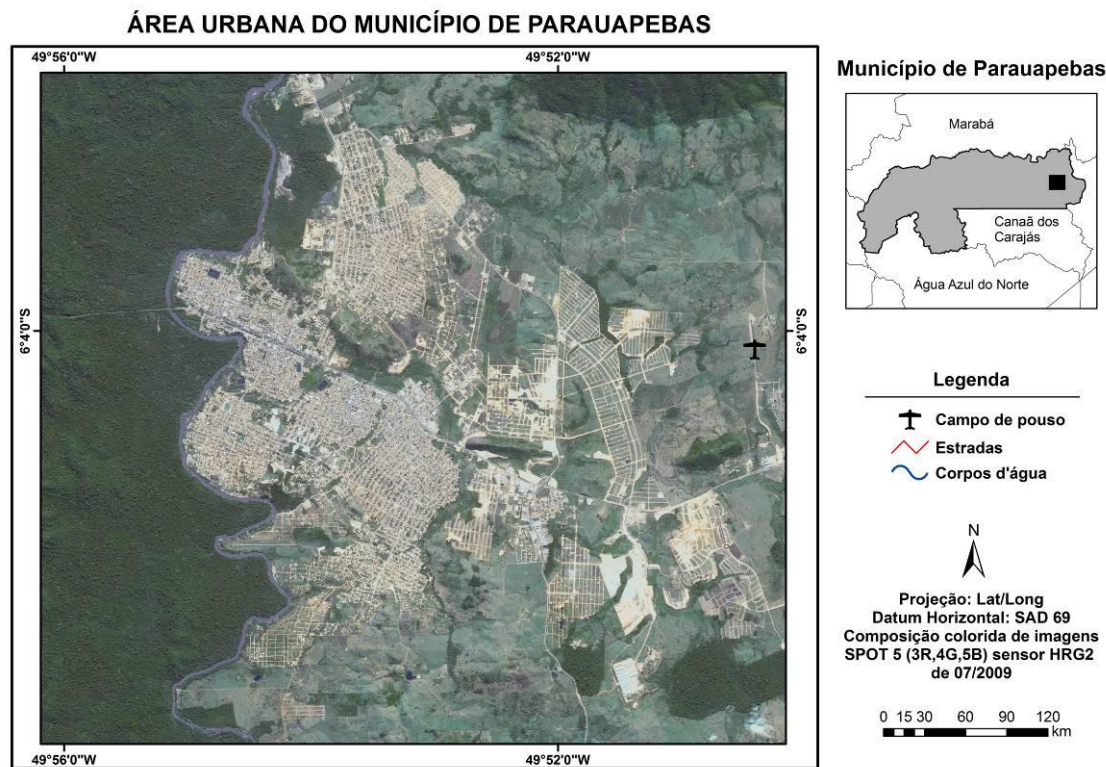 ÁREA URBANA DO MUNICÍPIO DE PARAUAPEBAS
49°56'0"W 49°52'0"W
6°4'0"S 6°4'0"S
49°56'0"W 49°52'0"W
Município de Parauapebas
Marabá
Canaã dos
Carajás
Água Azul do Norte
Legenda
Campo de pouso
Estradas
Corpos d'água
N
Projeção: Lat/Long
Datum Horizontal: SAD 69
Composição colorida de imagens
SPOT 5 (3R,4G,5B) sensor HRG2
de 07/2009
0 15 30 60 90 120
km